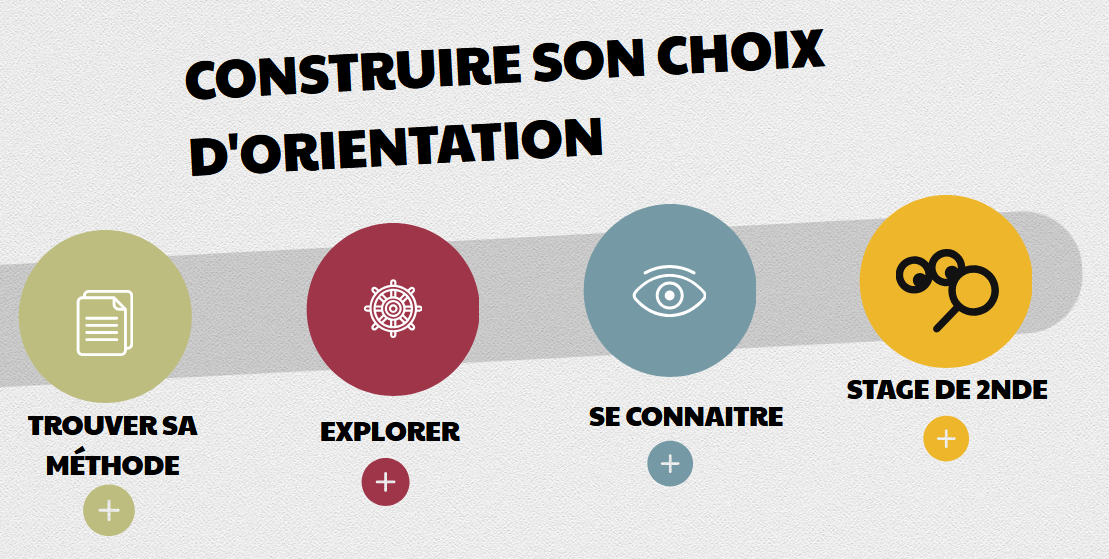 CONSTRUIRE SON CHOIX
D'ORIENTATION
TROUVER SA
MÉTHODE
EXPLORER
SE CONNAITRE
STAGE DE 2NDE